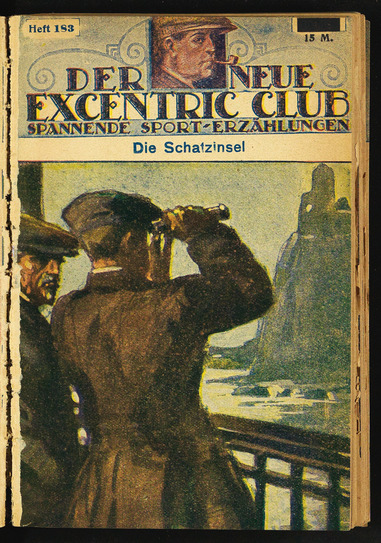 Heft 183
15 M.
DER NEUE
EXCENTRIC CLUB
SPANNENDE SPORT-ERZÄHLUNGEN
Die Schatzinsel